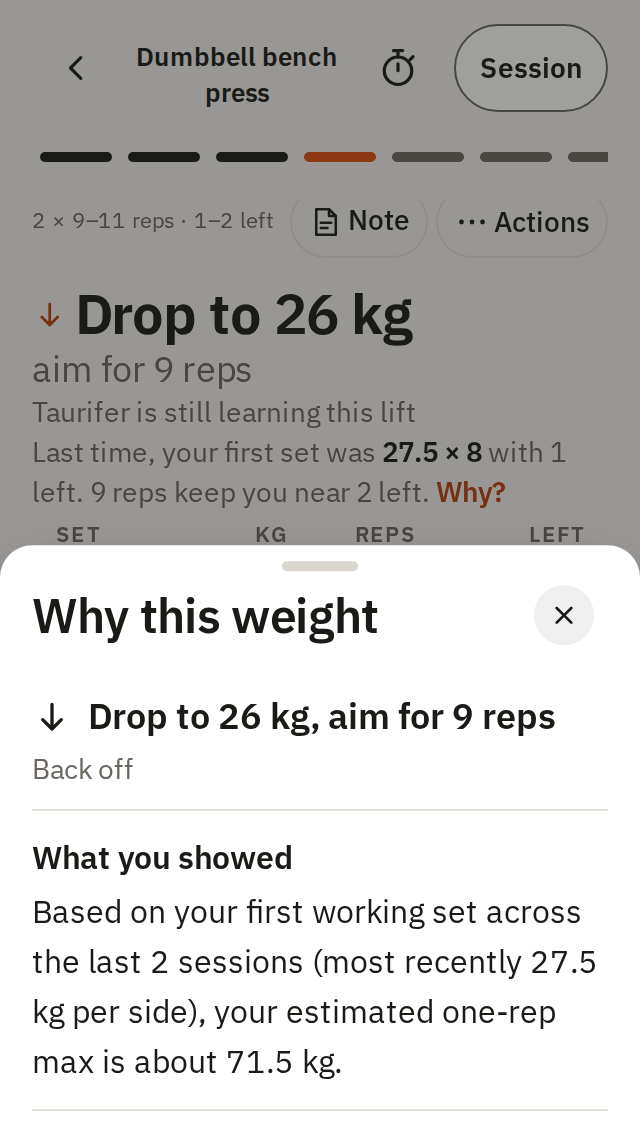 Dumbbell bench
press
Session
2 × 9–11 reps · 1–2 left
Note
Actions
Drop to 26 kg
aim for 9 reps
Taurifer is still learning this lift
Last time, your first set was 27.5 × 8 with 1
left. 9 reps keep you near 2 left. Why?
SET KG REPS LEFT
Why this weight
Drop to 26 kg, aim for 9 reps
Back off
What you showed
Based on your first working set across
the last 2 sessions (most recently 27.5
kg per side), your estimated one-rep
max is about 71.5 kg.